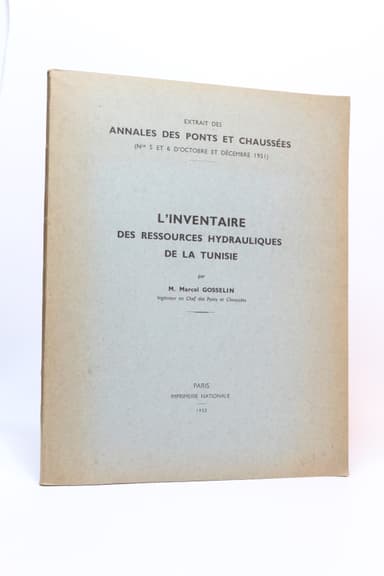 EXTRAIT DES
ANNALES DES PONTS ET CHAUSSÉES
(Nos 5 ET 6 D'OCTOBRE ET DÉCEMBRE 1951)
L'INVENTAIRE
DES RESSOURCES HYDRAULIQUES
DE LA TUNISIE
par
M. Marcel GOSSELIN
Ingénieur en Chef des Ponts et Chaussées
PARIS
IMPRIMERIE NATIONALE
1952